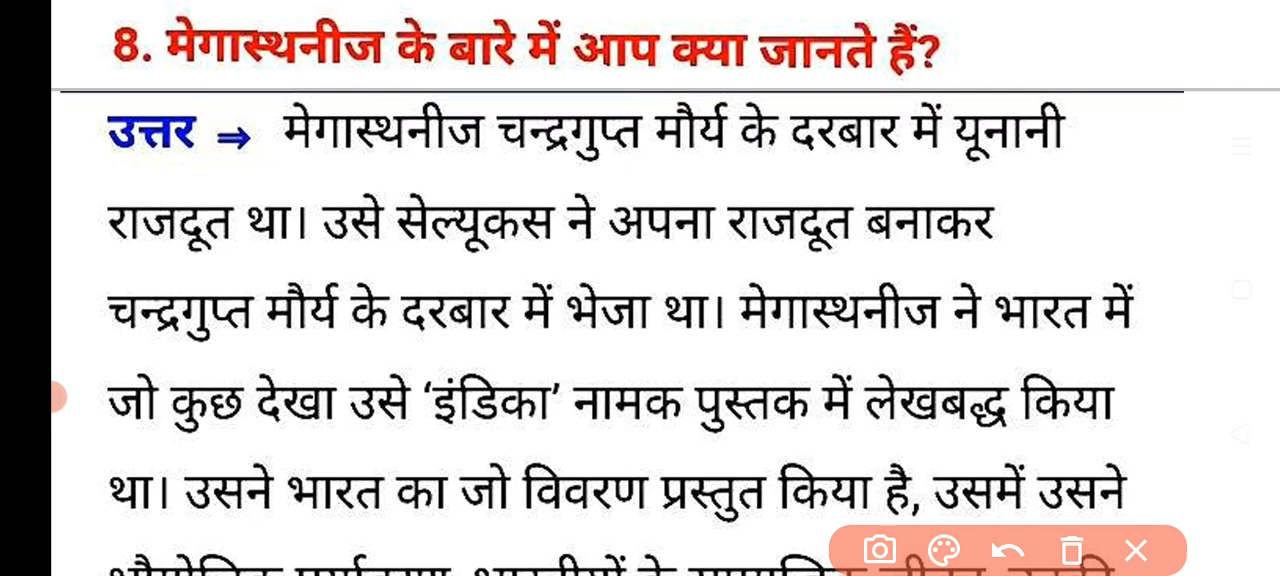 8. मेगास्थनीज के बारे में आप क्या जानते हैं?
उत्तर ⇒ मेगास्थनीज चन्द्रगुप्त मौर्य के दरबार में यूनानी
राजदूत था। उसे सेल्यूकस ने अपना राजदूत बनाकर
चन्द्रगुप्त मौर्य के दरबार में भेजा था। मेगास्थनीज ने भारत में
जो कुछ देखा उसे ‘इंडिका’ नामक पुस्तक में लेखबद्ध किया
था। उसने भारत का जो विवरण प्रस्तुत किया है, उसमें उसने